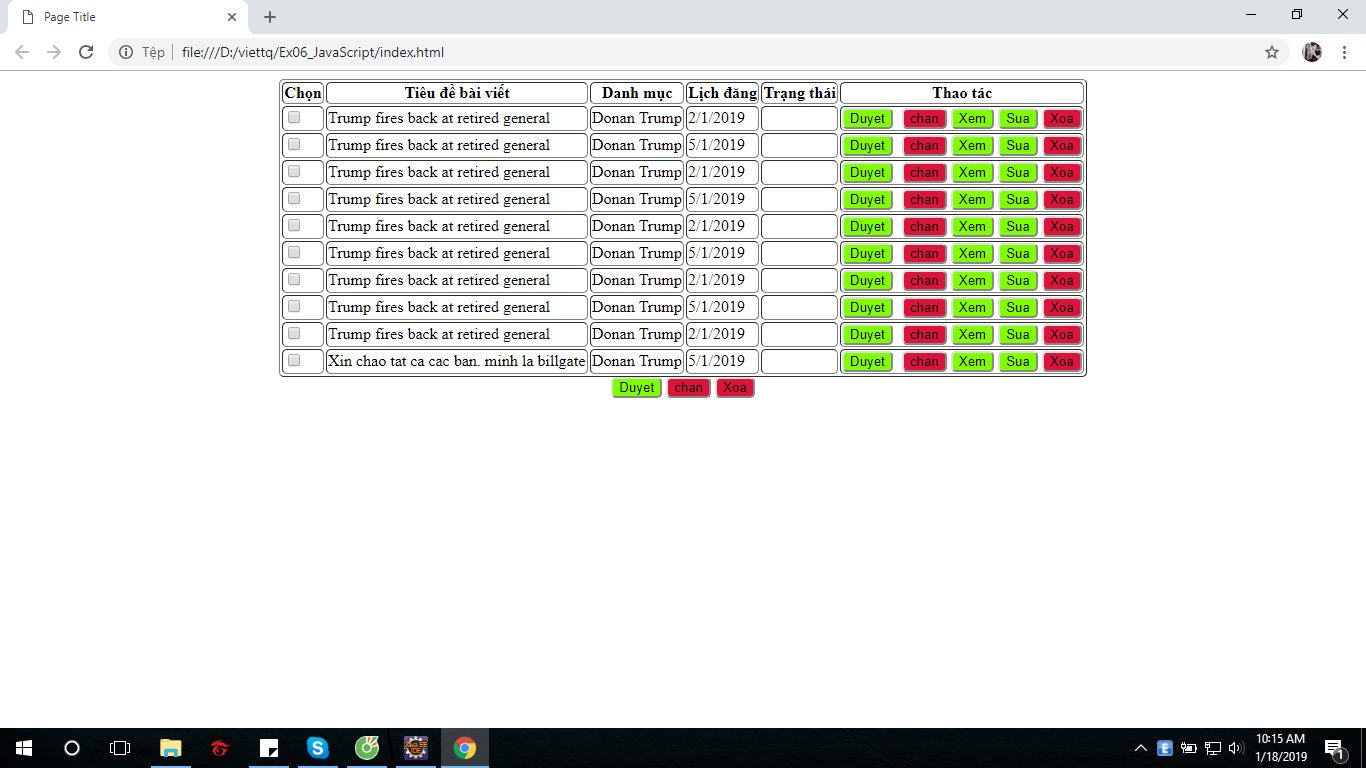 Page Title
Tệp file:///D:/viettq/Ex06_JavaScript/index.html
Chọn Tiêu đề bài viết Danh mục Lịch đăng Trạng thái Thao tác
Trump fires back at retired general Donan Trump 2/1/2019 Duyet chan Xem Sua Xoa
Trump fires back at retired general Donan Trump 5/1/2019 Duyet chan Xem Sua Xoa
Trump fires back at retired general Donan Trump 2/1/2019 Duyet chan Xem Sua Xoa
Trump fires back at retired general Donan Trump 5/1/2019 Duyet chan Xem Sua Xoa
Trump fires back at retired general Donan Trump 2/1/2019 Duyet chan Xem Sua Xoa
Trump fires back at retired general Donan Trump 5/1/2019 Duyet chan Xem Sua Xoa
Trump fires back at retired general Donan Trump 2/1/2019 Duyet chan Xem Sua Xoa
Trump fires back at retired general Donan Trump 5/1/2019 Duyet chan Xem Sua Xoa
Trump fires back at retired general Donan Trump 2/1/2019 Duyet chan Xem Sua Xoa
Xin chao tat ca cac ban. minh la billgate Donan Trump 5/1/2019 Duyet chan Xem Sua Xoa
Duyet chan Xoa
Java EE
IDE
E
10:15 AM
1/18/2019
1